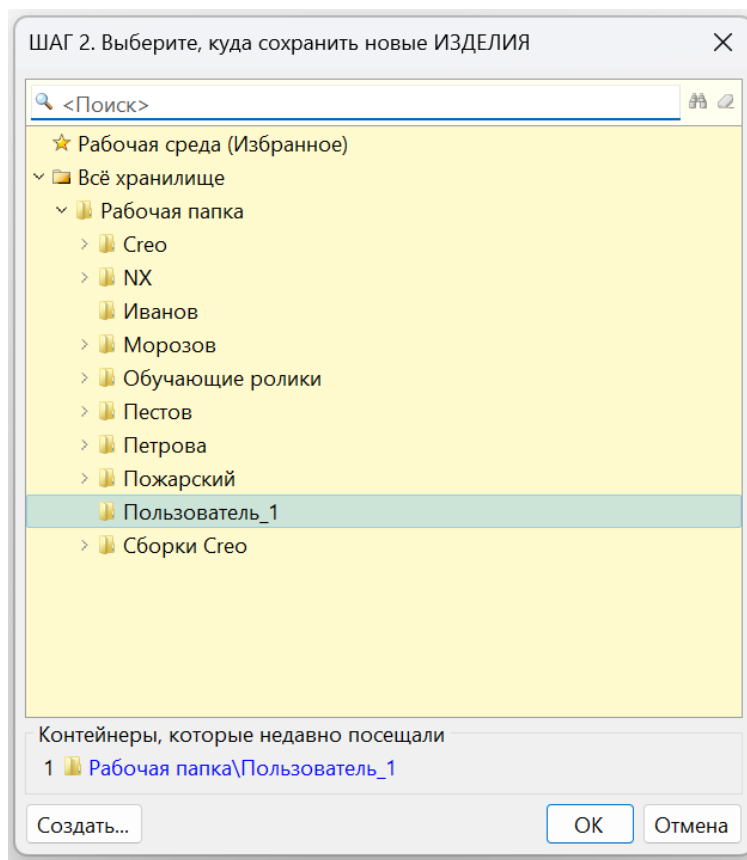 ШАГ 2. Выберите, куда сохранить новые ИЗДЕЛИЯ
<Поиск>
Рабочая среда (Избранное)
Всё хранилище
Рабочая папка
Creo
NX
Иванов
Морозов
Обучающие ролики
Пестов
Петрова
Пожарский
Пользователь_1
Сборки Creo
Контейнеры, которые недавно посещали
1 Рабочая папка\Пользователь_1
Создать... ОК Отмена